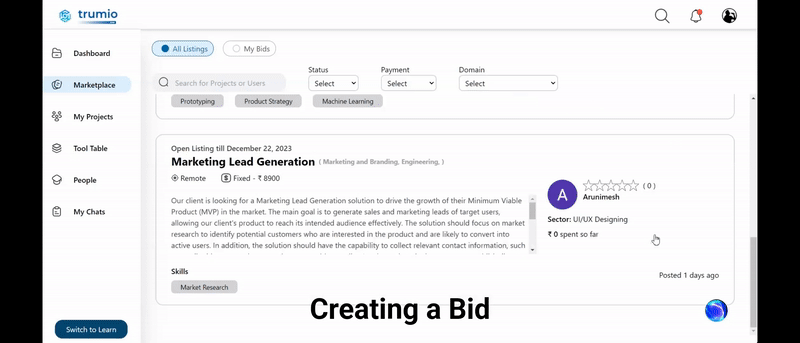 trumio
Dashboard
Marketplace
My Projects
Tool Table
People
My Chats
Switch to Learn
All Listings
My Bids
Search for Projects or Users
Status
Select
Payment
Select
Domain
Select
Prototyping
Product Strategy
Machine Learning
Open Listing till December 22, 2023
Marketing Lead Generation ( Marketing and Branding, Engineering, )
Remote
Fixed - ₹ 8900
Our client is looking for a Marketing Lead Generation solution to drive the growth of their Minimum Viable
Product (MVP) in the market. The main goal is to generate sales and marketing leads of target users,
allowing our client's product to reach its intended audience effectively. The solution should focus on market
research to identify potential customers who are interested in the product and are likely to convert into
active users. In addition, the solution should have the capability to collect relevant contact information, such
Skills
Market Research
A
( 0 )
Arunimesh
Sector: UI/UX Designing
₹ 0 spent so far
Posted 1 days ago
Creating a Bid